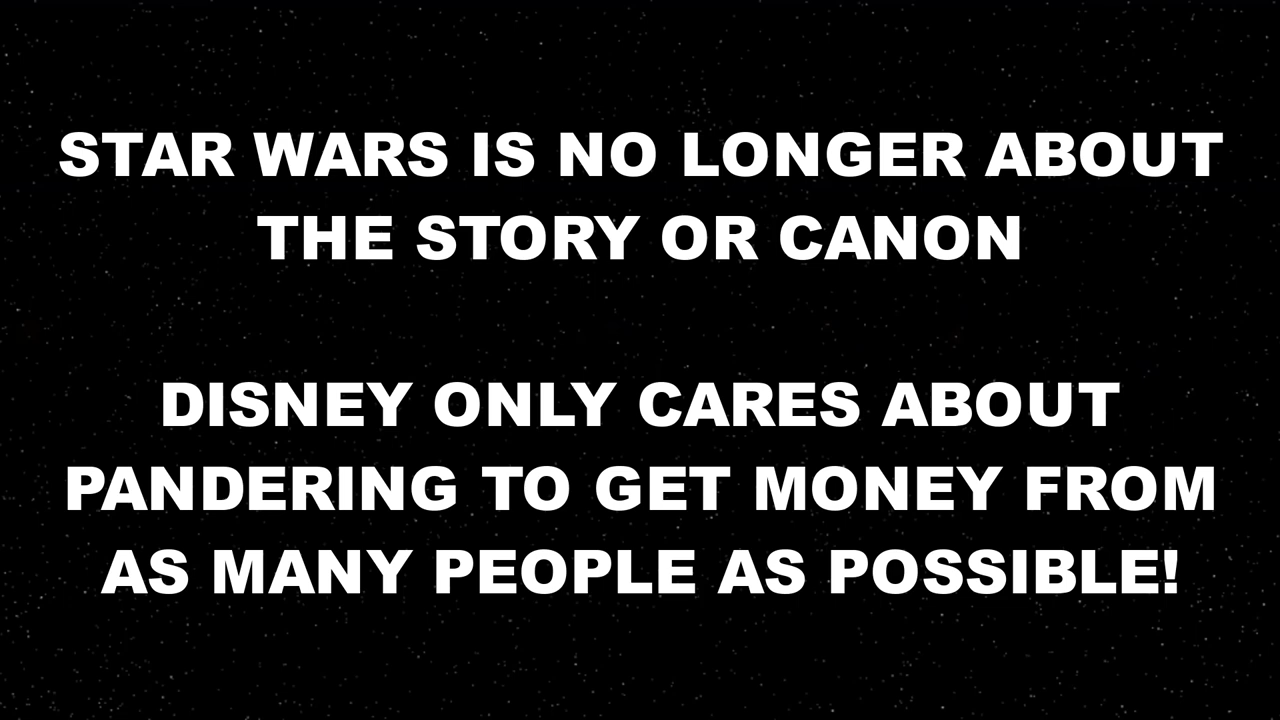 STAR WARS IS NO LONGER ABOUT
THE STORY OR CANON
DISNEY ONLY CARES ABOUT
PANDERING TO GET MONEY FROM
AS MANY PEOPLE AS POSSIBLE!